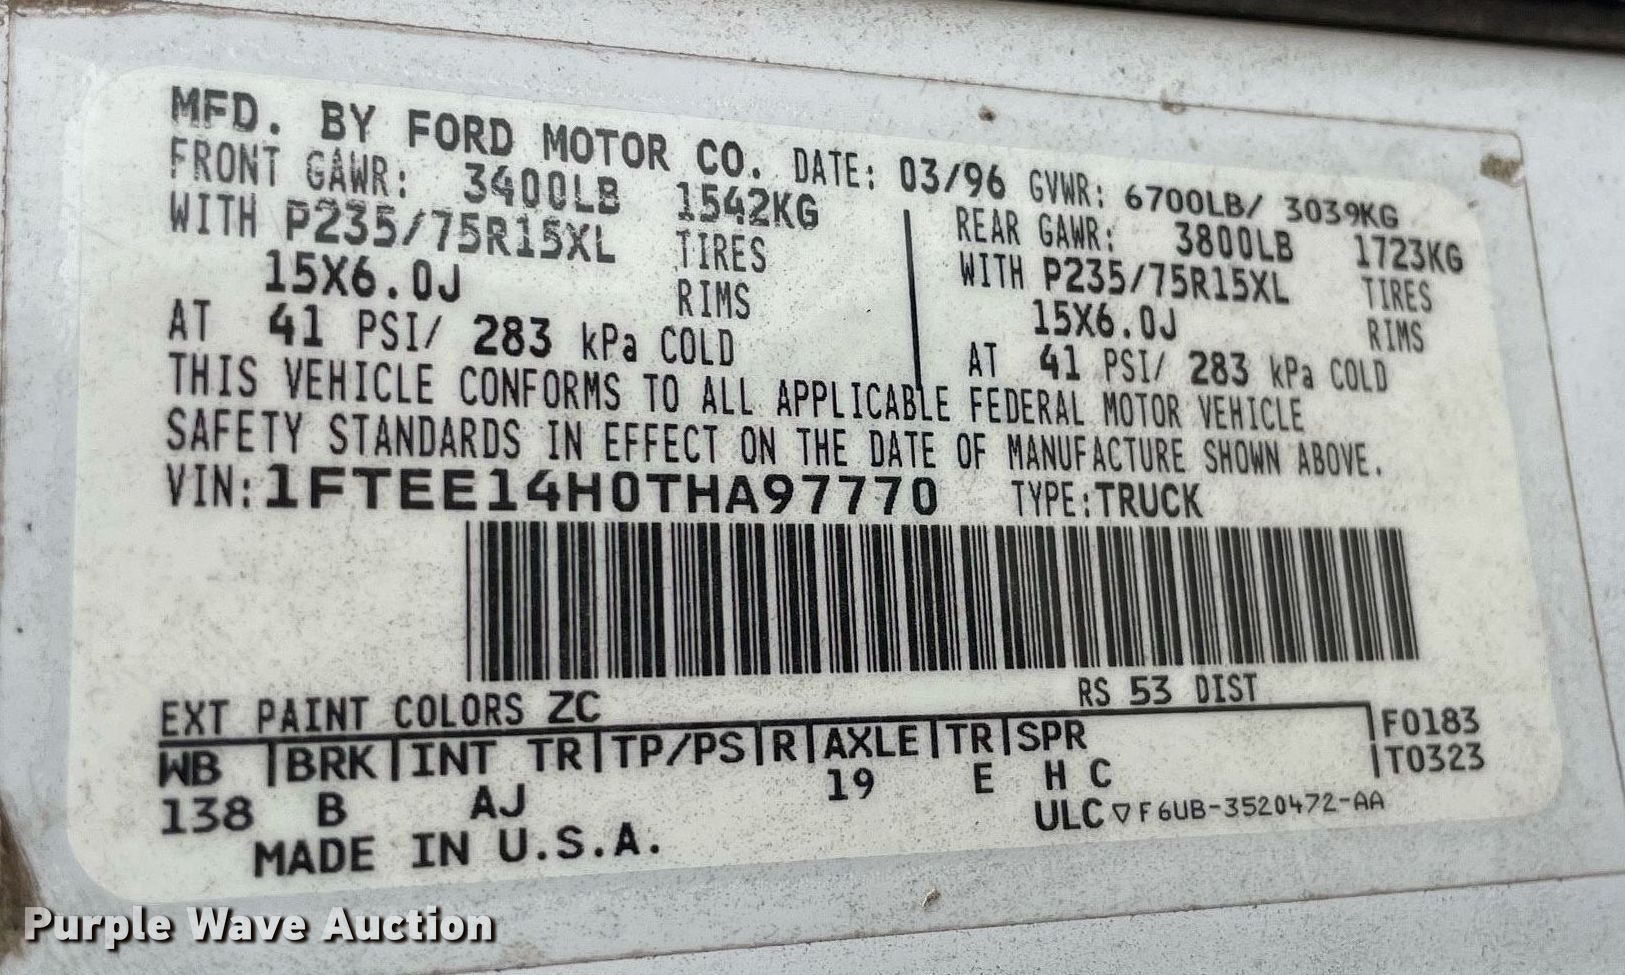 MFD. BY FORD MOTOR CO. DATE: 03/96 GVWR: 6700LB/ 3039KG
FRONT GAWR: 3400LB 1542KG REAR GAWR: 3800LB 1723KG
WITH P235/75R15XL TIRES WITH P235/75R15XL TIRES
15X6.0J RIMS 15X6.0J RIMS
AT 41 PSI/ 283 kPa COLD AT 41 PSI/ 283 kPa COLD
THIS VEHICLE CONFORMS TO ALL APPLICABLE FEDERAL MOTOR VEHICLE
SAFETY STANDARDS IN EFFECT ON THE DATE OF MANUFACTURE SHOWN ABOVE.
VIN: 1FTEE14H0THA97770 TYPE: TRUCK
EXT PAINT COLORS ZC RS 53 DIST
WB BRK INT TR TP/PS R AXLE TR SPR F0183
138 B AJ 19 E H C T0323
MADE IN U.S.A. ULC ▽ F6UB-3520472-AA
Purple Wave Auction